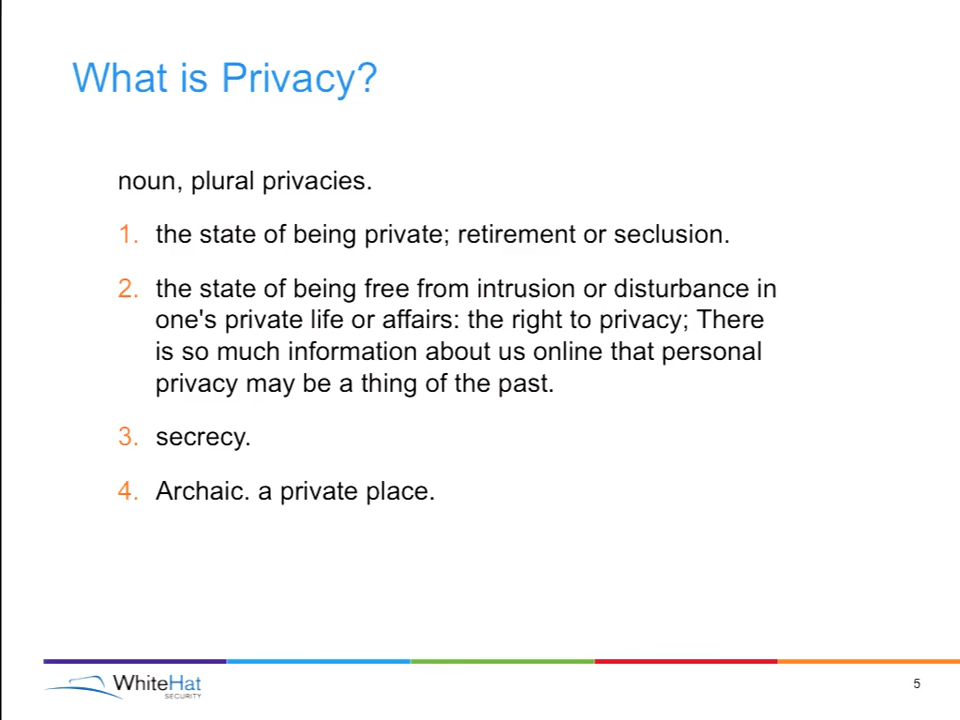 What is Privacy?
noun, plural privacies.
1. the state of being private; retirement or seclusion.
2. the state of being free from intrusion or disturbance in
one's private life or affairs: the right to privacy; There
is so much information about us online that personal
privacy may be a thing of the past.
3. secrecy.
4. Archaic. a private place.
WhiteHat
SECURITY
5